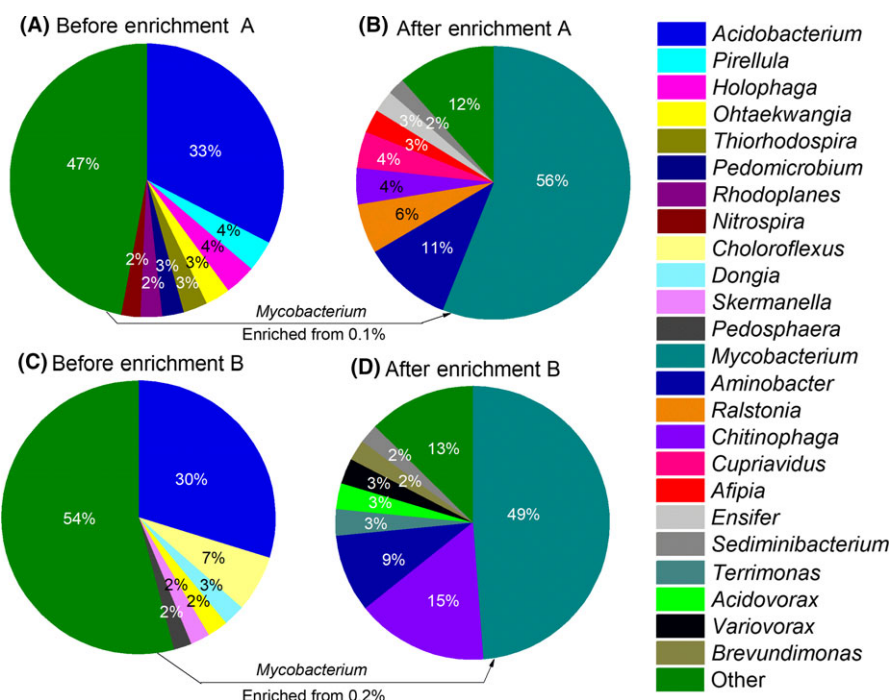 (A) Before enrichment A
33%
4%
4%
3%
3%
3%
2%
2%
47%
(B) After enrichment A
56%
11%
6%
4%
4%
3%
3%
2%
12%
Mycobacterium
Enriched from 0.1%
(C) Before enrichment B
30%
7%
3%
2%
2%
2%
54%
(D) After enrichment B
49%
15%
9%
3%
3%
3%
2%
2%
13%
Mycobacterium
Enriched from 0.2%
Acidobacterium
Pirellula
Holophaga
Ohtaekwangia
Thiorhodospira
Pedomicrobium
Rhodoplanes
Nitrospira
Choloroflexus
Dongia
Skermanella
Pedosphaera
Mycobacterium
Aminobacter
Ralstonia
Chitinophaga
Cupriavidus
Afipia
Ensifer
Sediminibacterium
Terrimonas
Acidovorax
Variovorax
Brevundimonas
Other